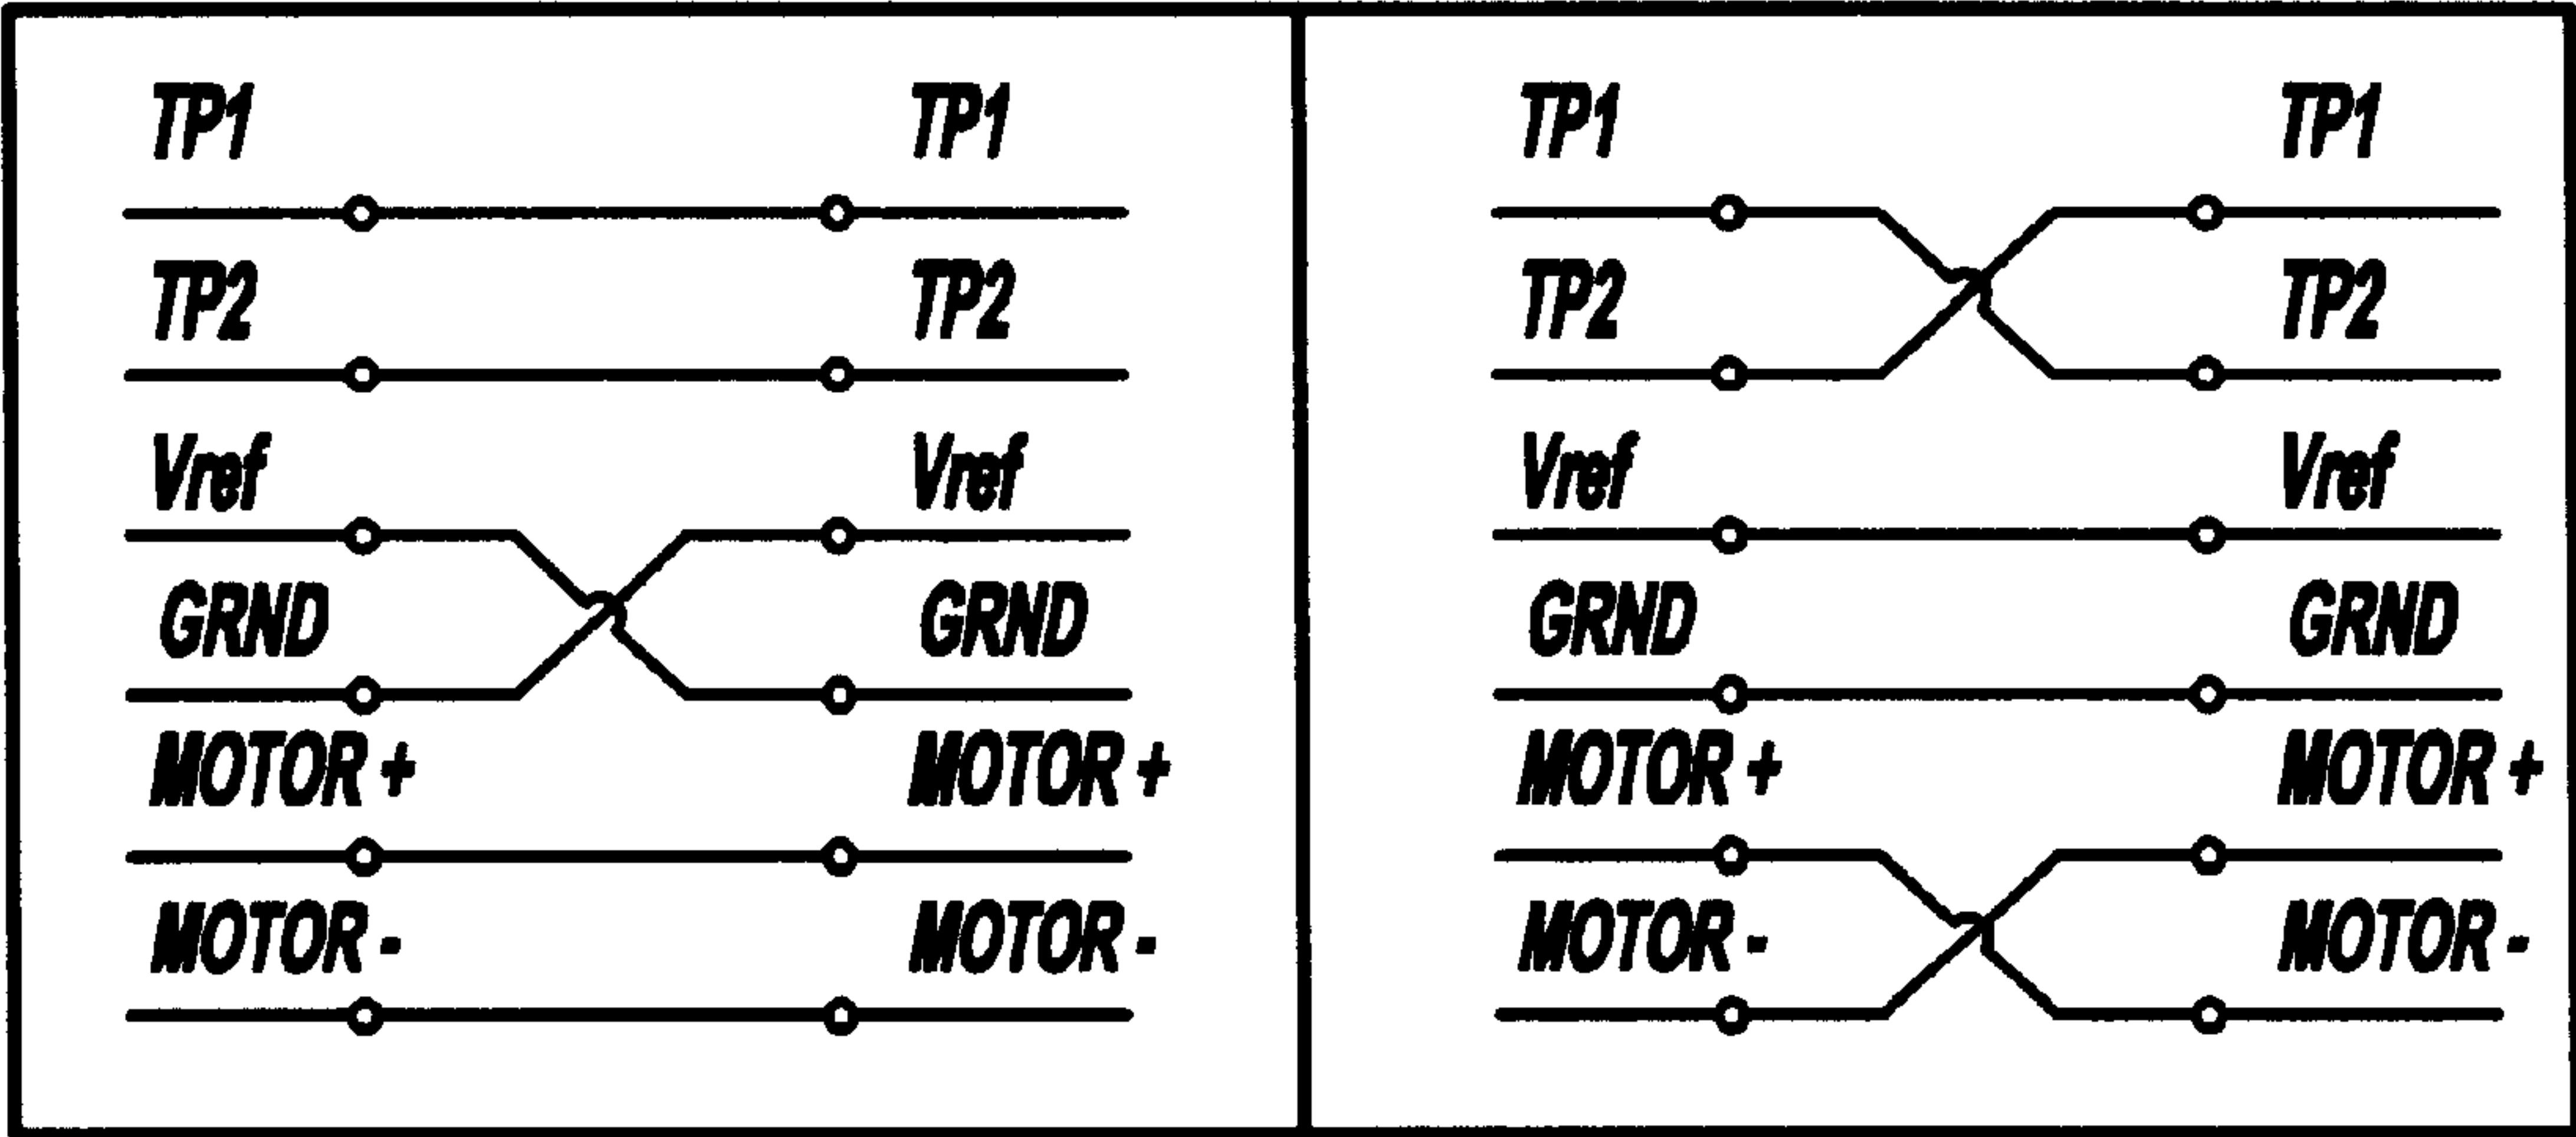 TP1 TP1
TP2 TP2
Vref Vref
GRND GRND
MOTOR + MOTOR +
MOTOR - MOTOR -
TP1 TP1
TP2 TP2
Vref Vref
GRND GRND
MOTOR + MOTOR +
MOTOR - MOTOR -